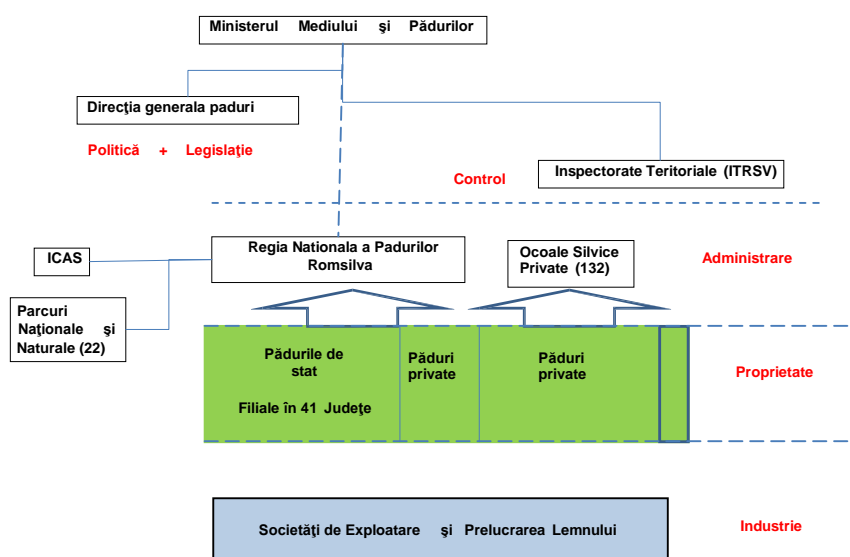 Ministerul Mediului şi Pădurilor
Direcţia generala paduri
Politică + Legislaţie
Inspectorate Teritoriale (ITRSV)
Control
Regia Nationala a Padurilor
Romsilva
Ocoale Silvice
Private (132)
Administrare
ICAS
Parcuri
Naţionale şi
Naturale (22)
Pădurile de
stat
Filiale în 41 Judeţe
Păduri
private
Păduri
private
Proprietate
Societăţi de Exploatare şi Prelucrarea Lemnului
Industrie